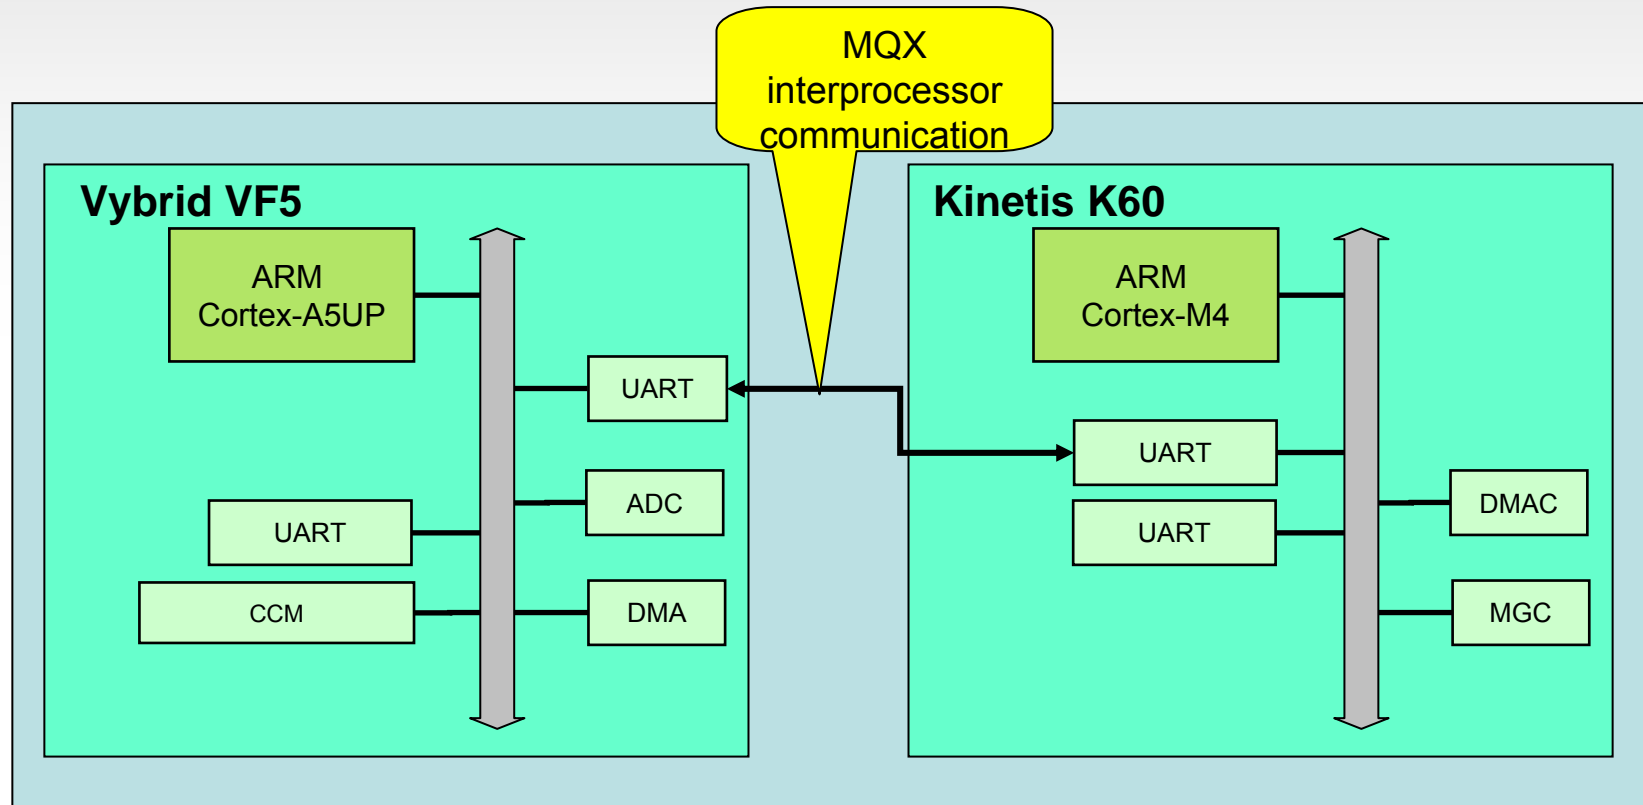 MQX
interprocessor
communication
Vybrid VF5
ARM
Cortex-A5UP
UART
ADC
UART
CCM
DMA
Kinetis K60
ARM
Cortex-M4
UART
UART
DMAC
MGC